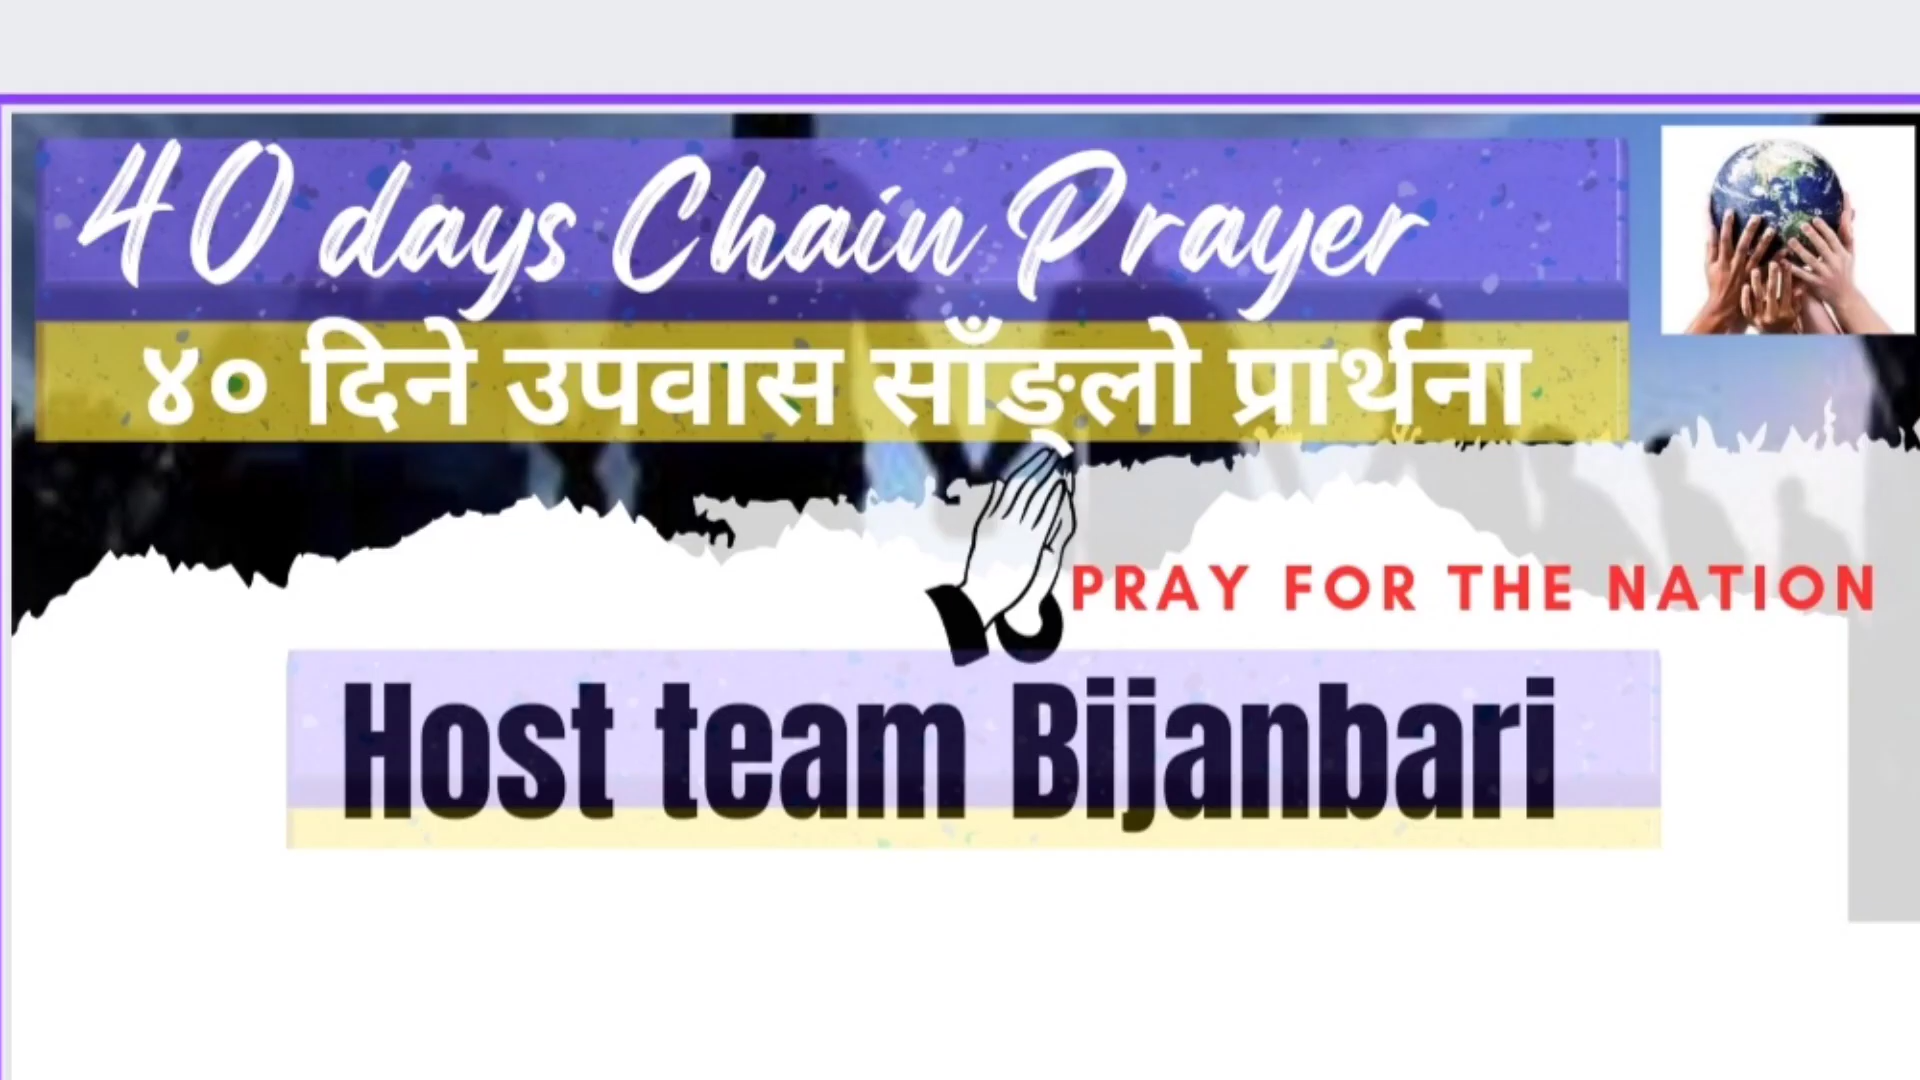 40 days Chain Prayer
४० दिने उपवास साँङ्लो प्रार्थना
PRAY FOR THE NATION
Host team Bijanbari